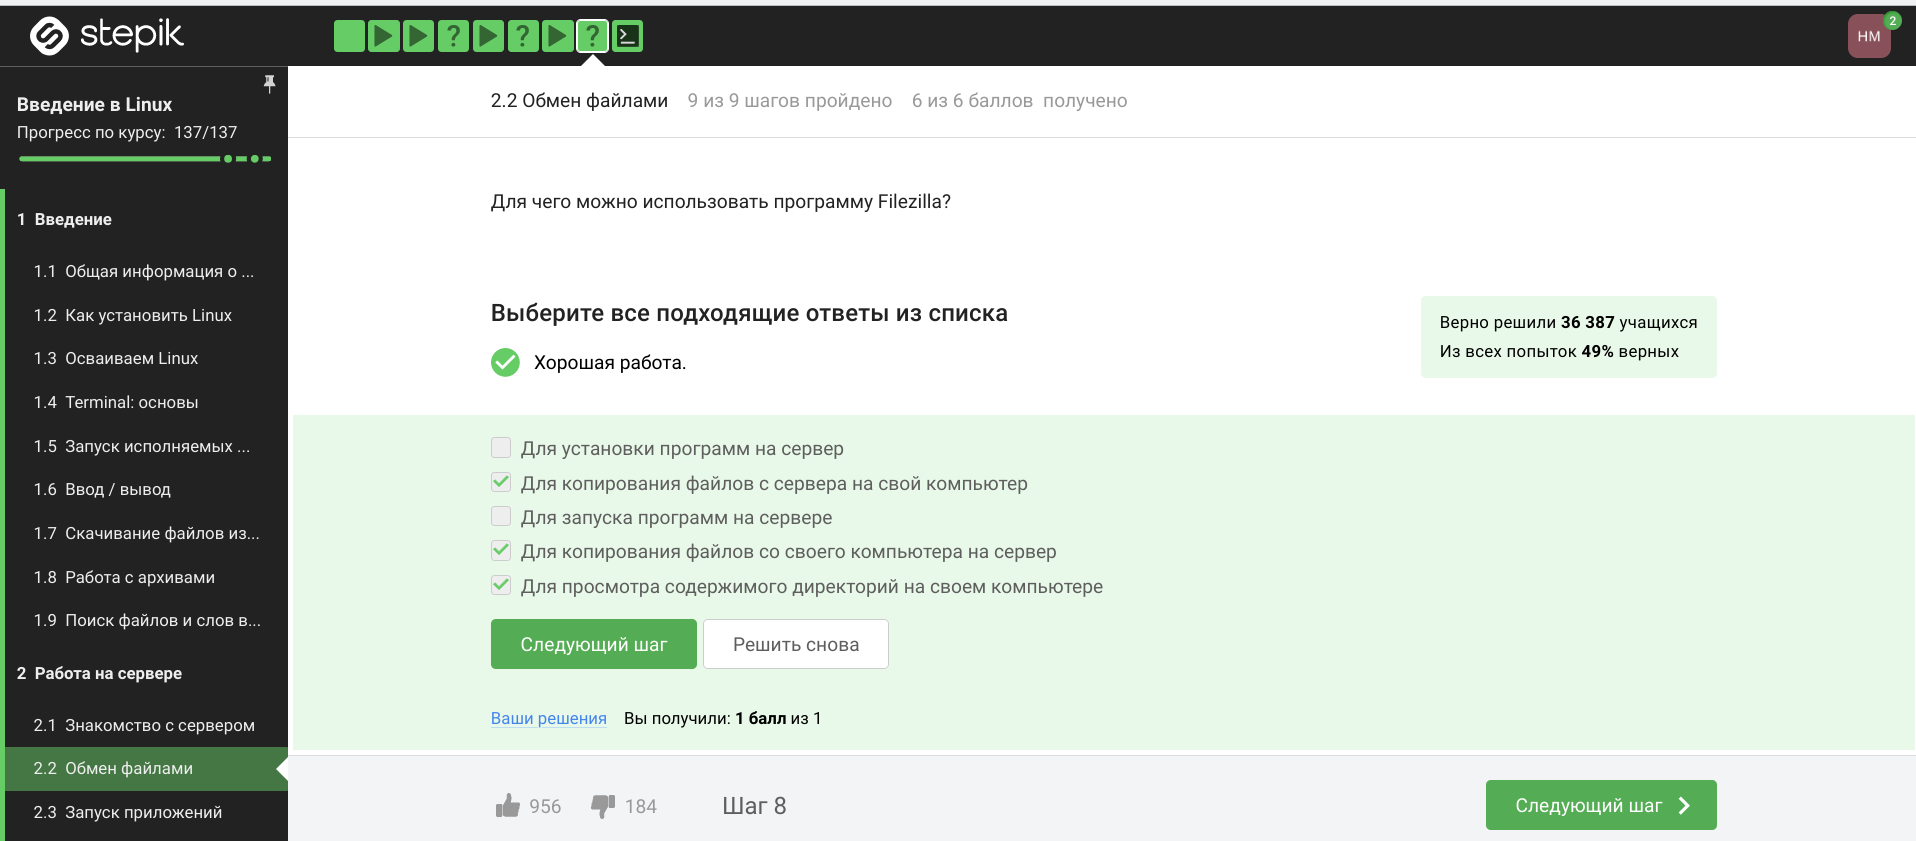 stepik
НМ
2
Введение в Linux
Прогресс по курсу: 137/137
1 Введение
1.1 Общая информация о ...
1.2 Как установить Linux
1.3 Осваиваем Linux
1.4 Terminal: основы
1.5 Запуск исполняемых ...
1.6 Ввод / вывод
1.7 Скачивание файлов из...
1.8 Работа с архивами
1.9 Поиск файлов и слов в...
2 Работа на сервере
2.1 Знакомство с сервером
2.2 Обмен файлами
2.3 Запуск приложений
2.2 Обмен файлами 9 из 9 шагов пройдено 6 из 6 баллов получено
Для чего можно использовать программу Filezilla?
Выберите все подходящие ответы из списка
Хорошая работа.
Верно решили 36 387 учащихся
Из всех попыток 49% верных
Для установки программ на сервер
Для копирования файлов с сервера на свой компьютер
Для запуска программ на сервере
Для копирования файлов со своего компьютера на сервер
Для просмотра содержимого директорий на своем компьютере
Следующий шаг Решить снова
Ваши решения Вы получили: 1 балл из 1
956 184 Шаг 8 Следующий шаг